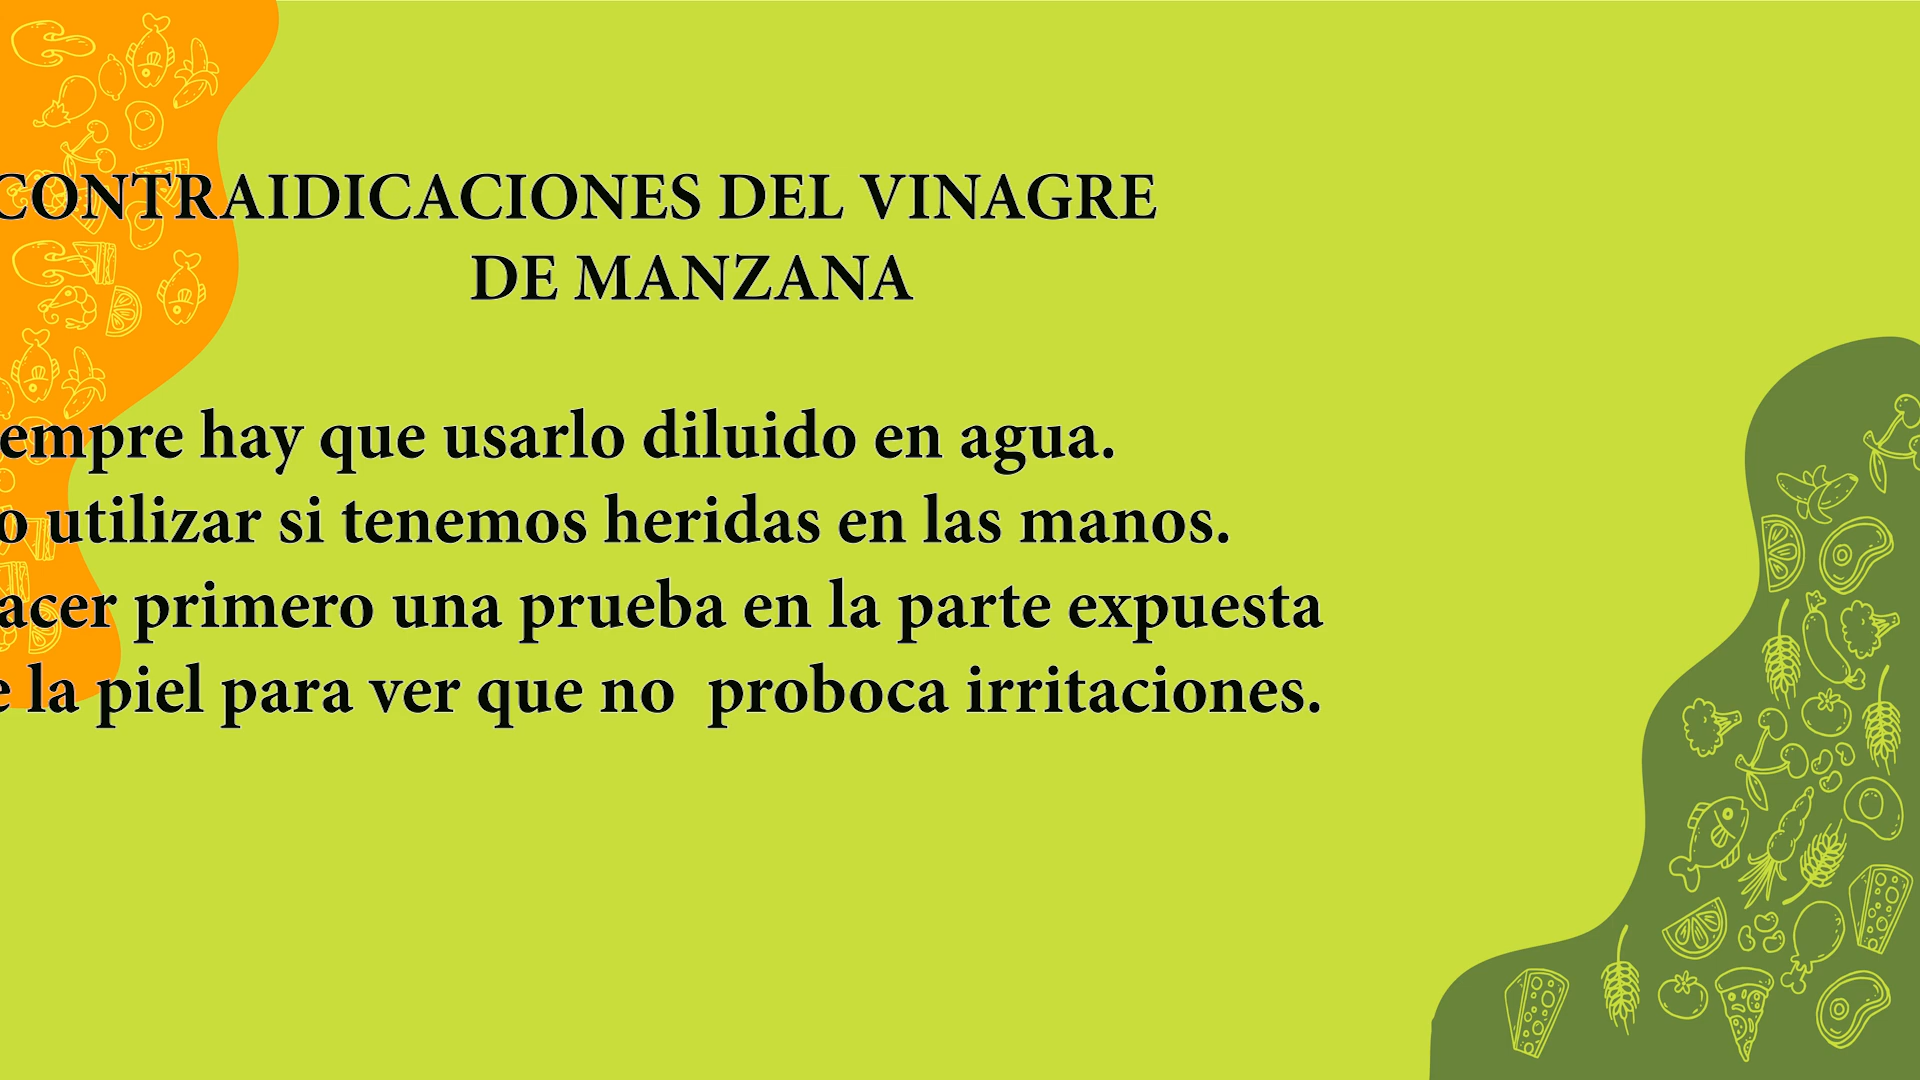 CONTRAIDICACIONES DEL VINAGRE
DE MANZANA
empre hay que usarlo diluido en agua.
o utilizar si tenemos heridas en las manos.
acer primero una prueba en la parte expuesta
e la piel para ver que no proboca irritaciones.